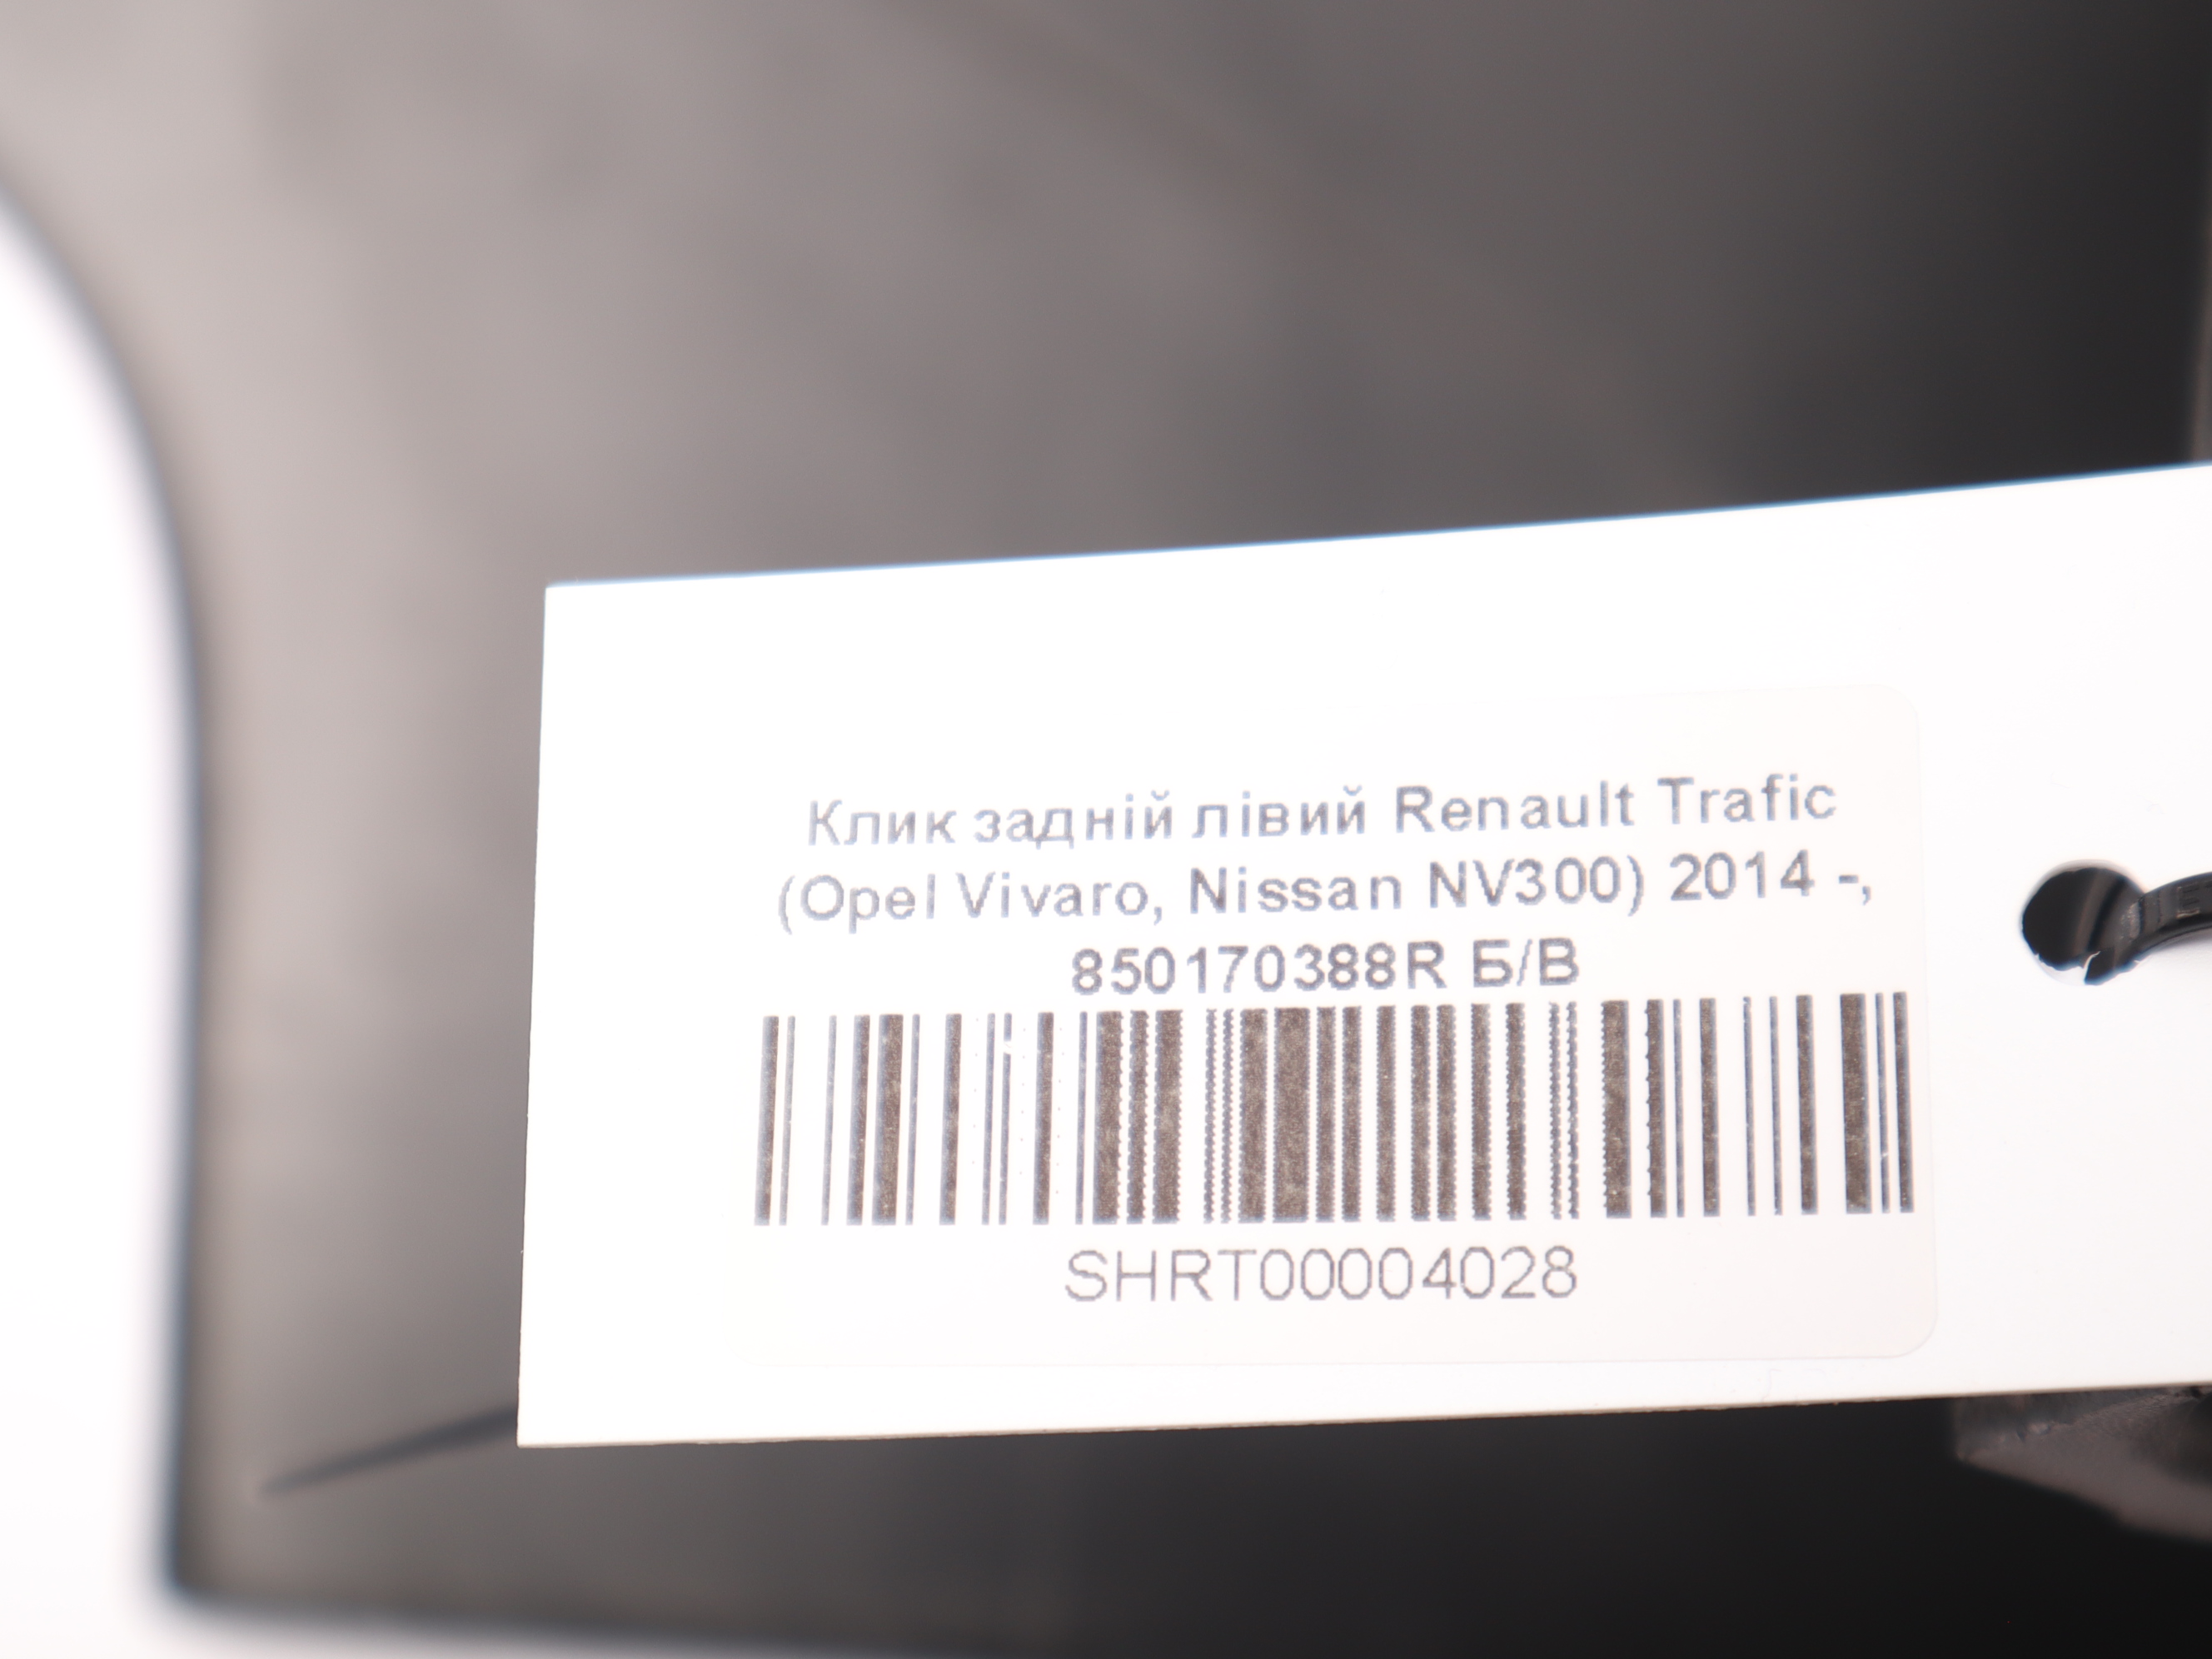 Клик задній лівий Renault Trafic
(Opel Vivaro, Nissan NV300) 2014 -,
850170388R Б/В
SHRT00004028